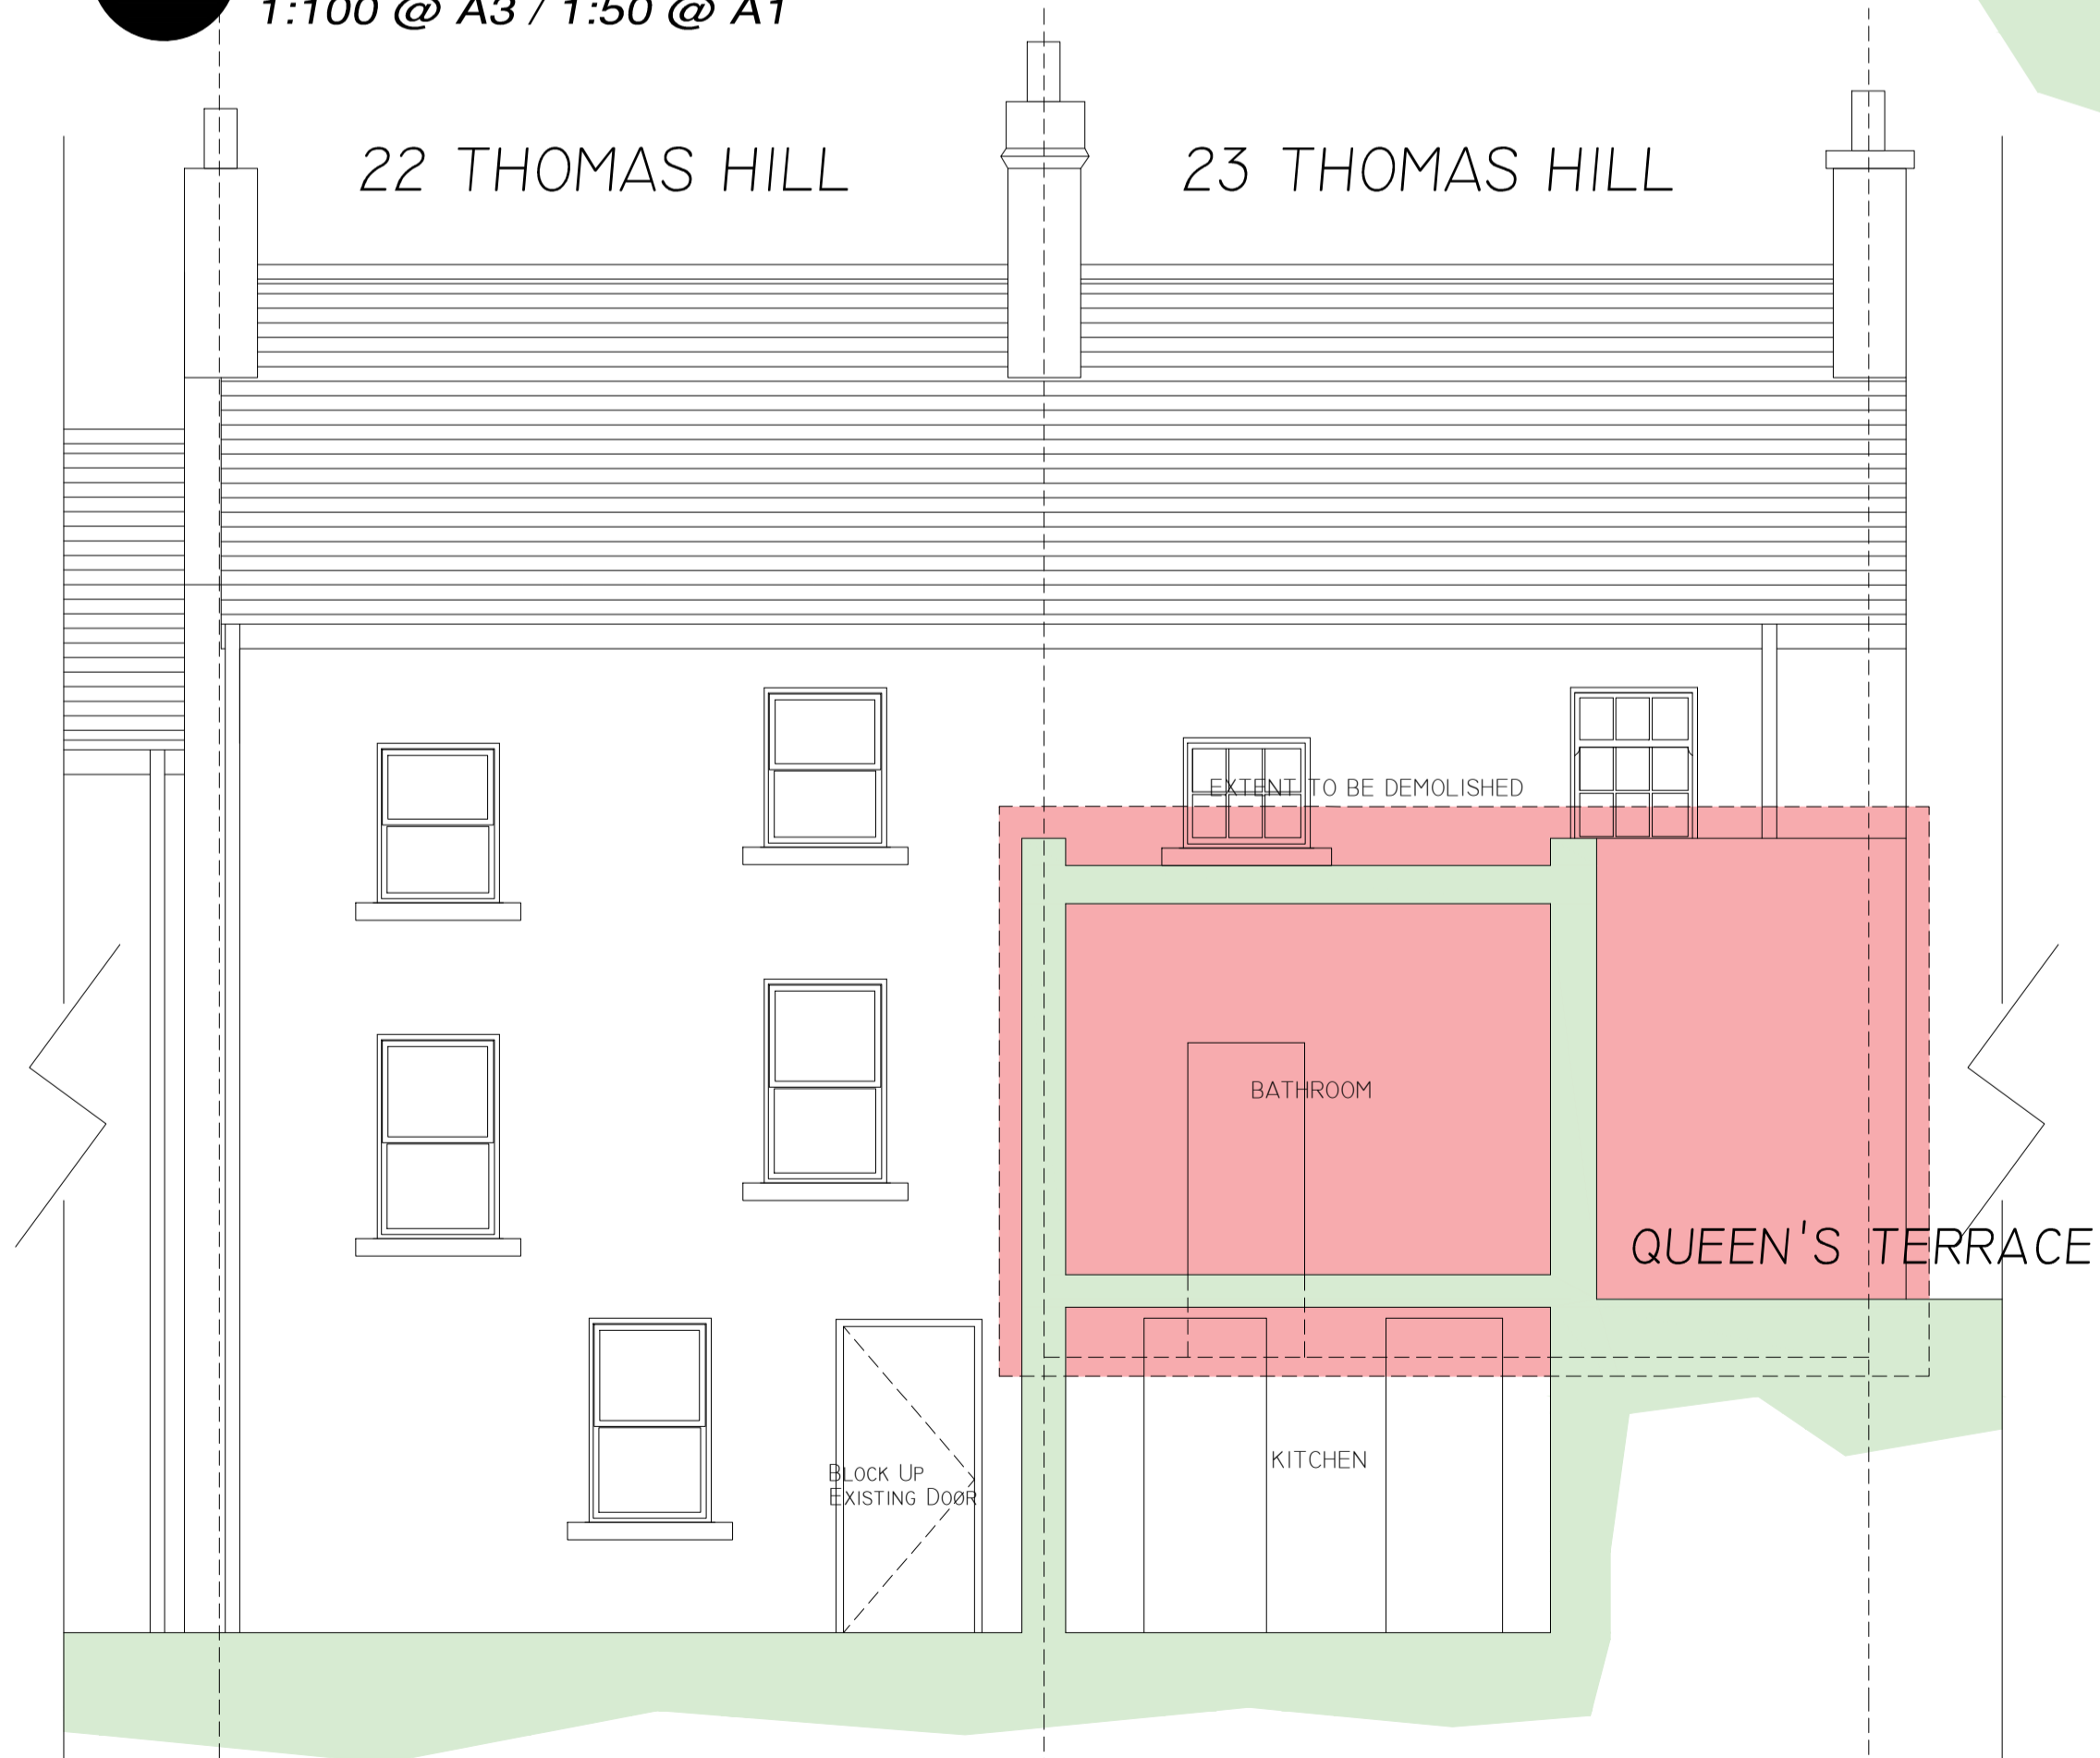 1:100 @ A3 / 1:50 @ A1
22 THOMAS HILL
23 THOMAS HILL
EXTENT TO BE DEMOLISHED
BATHROOM
QUEEN'S TERRACE
KITCHEN
BLOCK UP
EXISTING DOOR